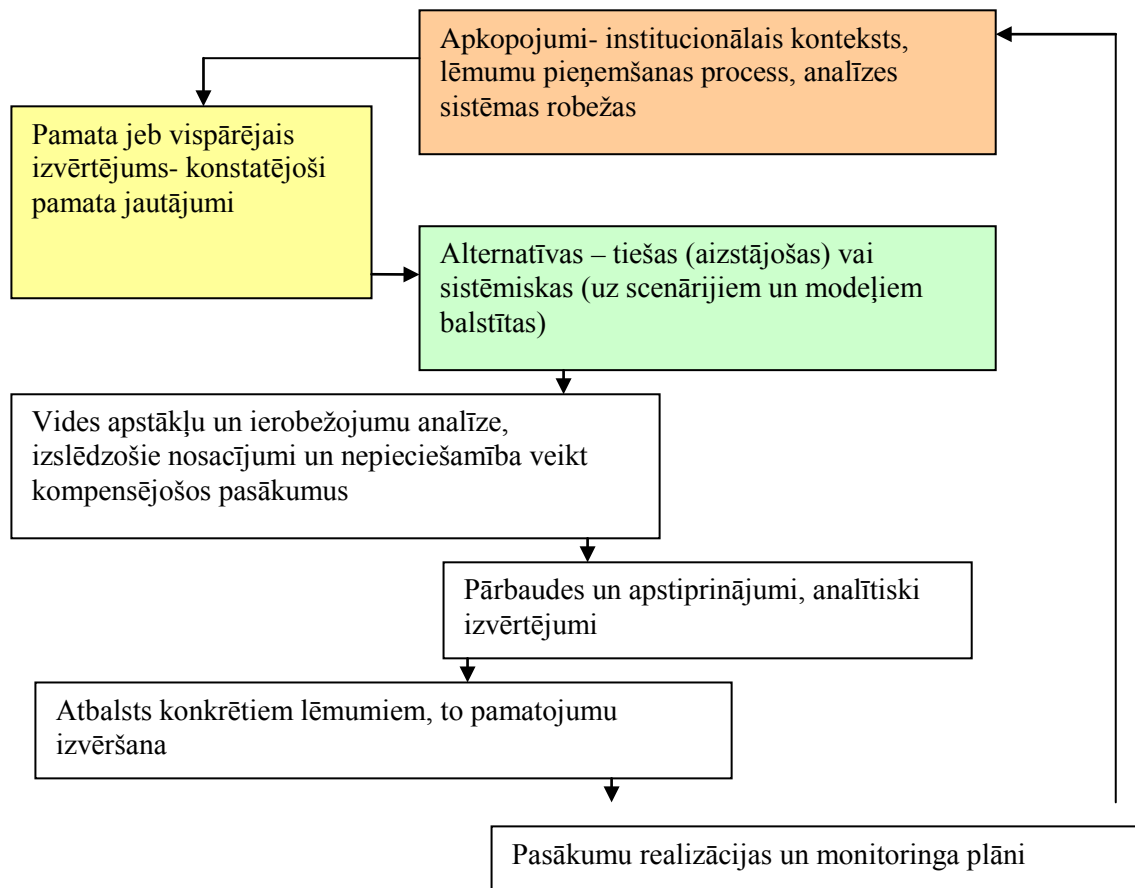 Apkopojumi- institucionālais konteksts,
lēmumu pieņemšanas process, analīzes
sistēmas robežas
Pamata jeb vispārējais
izvērtējums- konstatējoši
pamata jautājumi
Alternatīvas – tiešas (aizstājošas) vai
sistēmiskas (uz scenārijiem un modeļiem
balstītas)
Vides apstākļu un ierobežojumu analīze,
izslēdzošie nosacījumi un nepieciešamība veikt
kompensējošos pasākumus
Pārbaudes un apstiprinājumi, analītiski
izvērtējumi
Atbalsts konkrētiem lēmumiem, to pamatojumu
izvēršana
Pasākumu realizācijas un monitoringa plāni